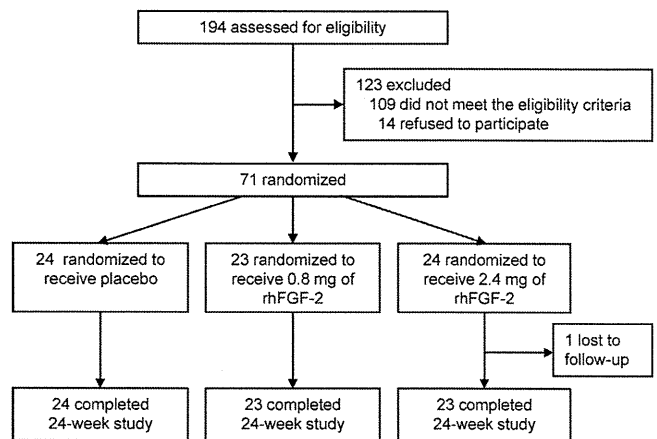 194 assessed for eligibility
123 excluded
109 did not meet the eligibility criteria
14 refused to participate
71 randomized
24 randomized to
receive placebo
23 randomized to
receive 0.8 mg of
rhFGF-2
24 randomized to
receive 2.4 mg of
rhFGF-2
1 lost to
follow-up
24 completed
24-week study
23 completed
24-week study
23 completed
24-week study